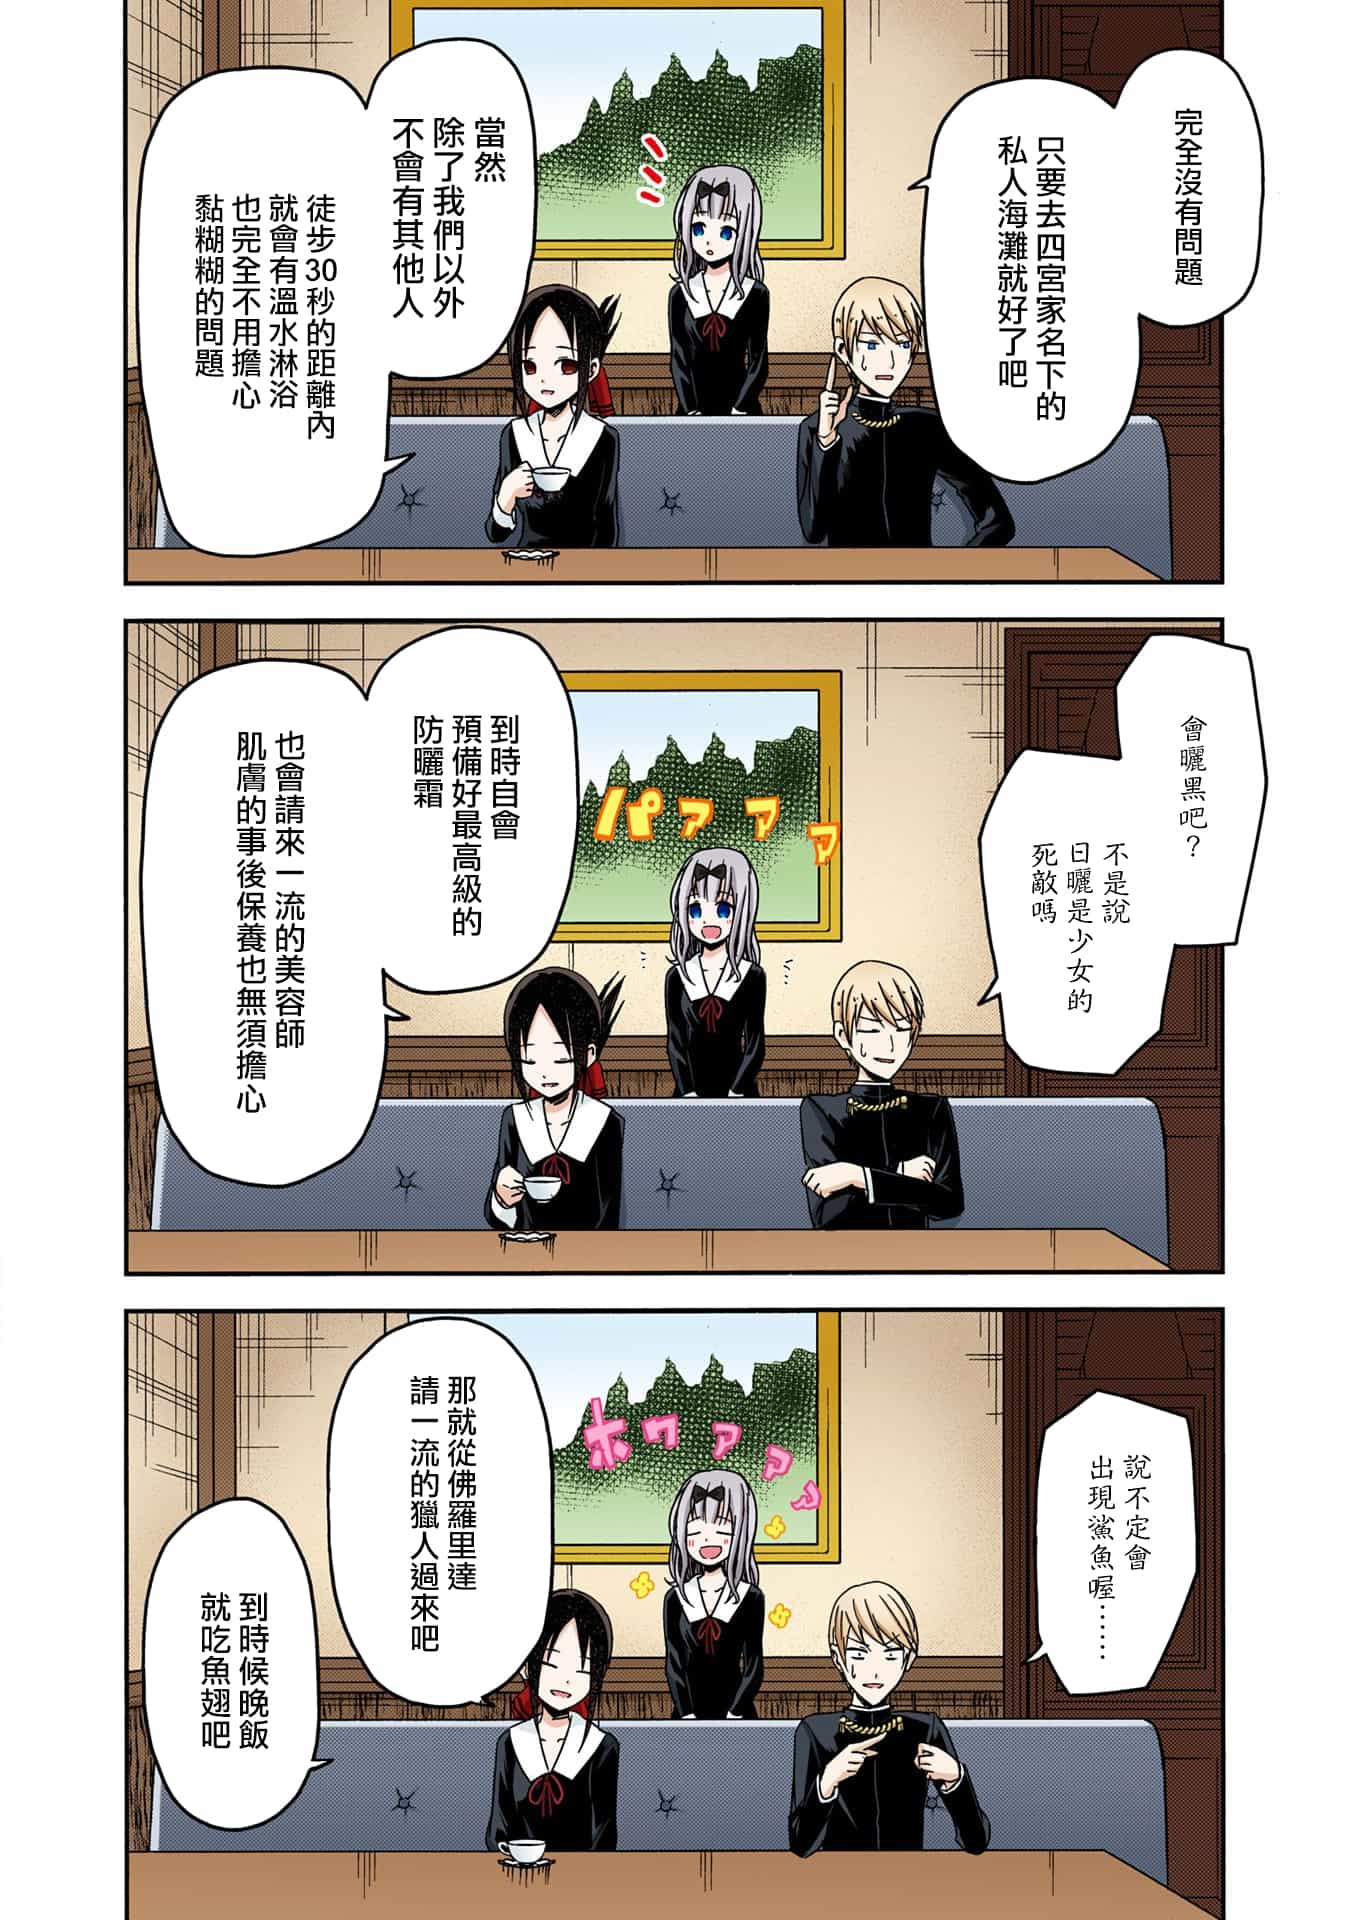 完全沒有問題
只要去四宮家名下的
私人海灘就好了吧
當然
除了我們以外
不會有其他人
徒步30秒的距離內
就會有溫水淋浴
也完全不用擔心
黏糊糊的問題
會曬黑吧？
不是說
日曬是少女的
死敵嗎
パァァァ
到時自會
預備好最高級的
防曬霜
也會請來一流的美容師
肌膚的事後保養也無須擔心
說不定會
出現鯊魚喔⋯⋯
ホワァァァ
那就從佛羅里達
請一流的獵人過來吧
到時候晚飯
就吃魚翅吧